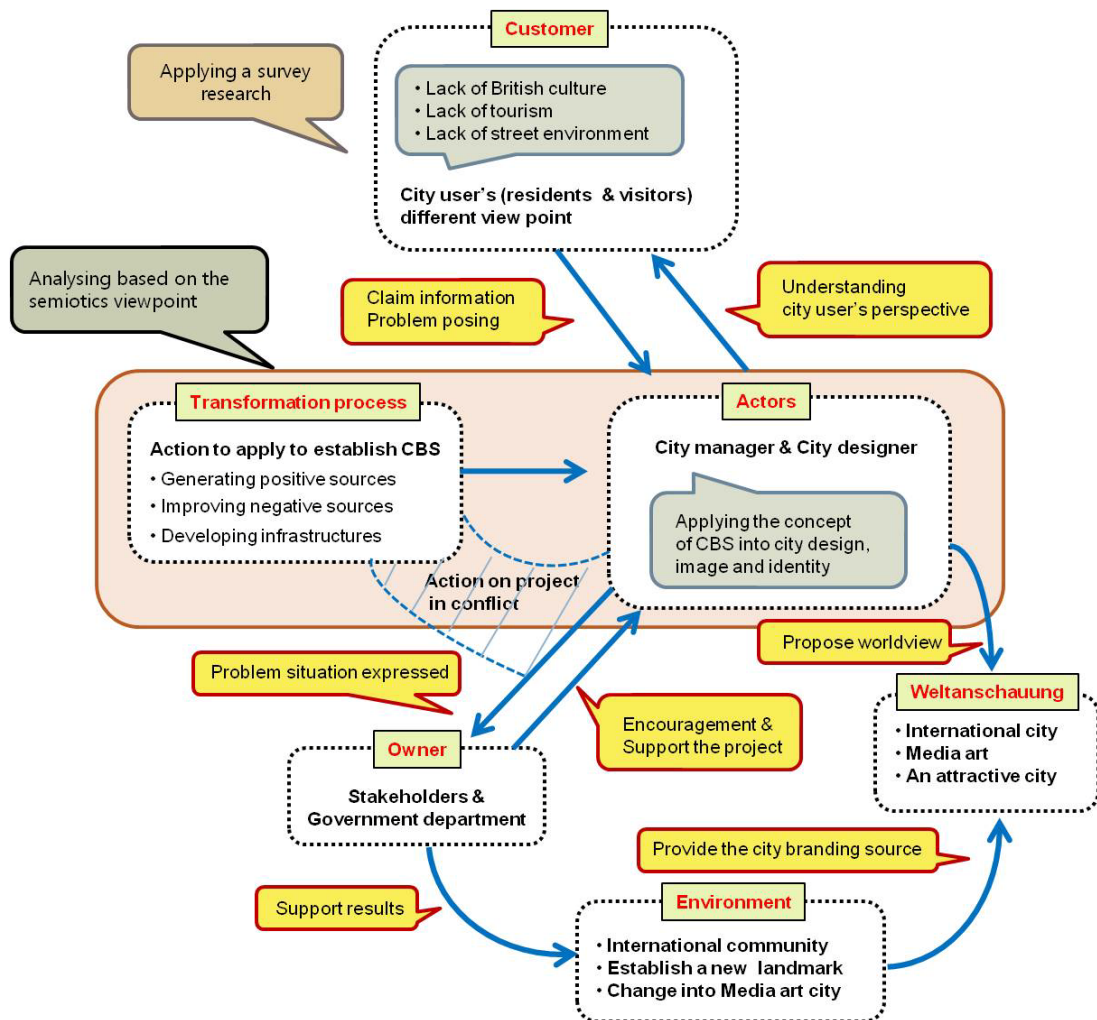 Customer
Applying a survey
research
• Lack of British culture
• Lack of tourism
• Lack of street environment
City user's (residents & visitors)
different view point
Analysing based on the
semiotics viewpoint
Claim information
Problem posing
Understanding
city user's perspective
Transformation process
Action to apply to establish CBS
• Generating positive sources
• Improving negative sources
• Developing infrastructures
Actors
City manager & City designer
Applying the concept
of CBS into city design,
image and identity
Action on project
in conflict
Propose worldview
Problem situation expressed
Encouragement &
Support the project
Weltanschauung
• International city
• Media art
• An attractive city
Owner
Stakeholders &
Government department
Provide the city branding source
Support results
Environment
• International community
• Establish a new landmark
• Change into Media art city